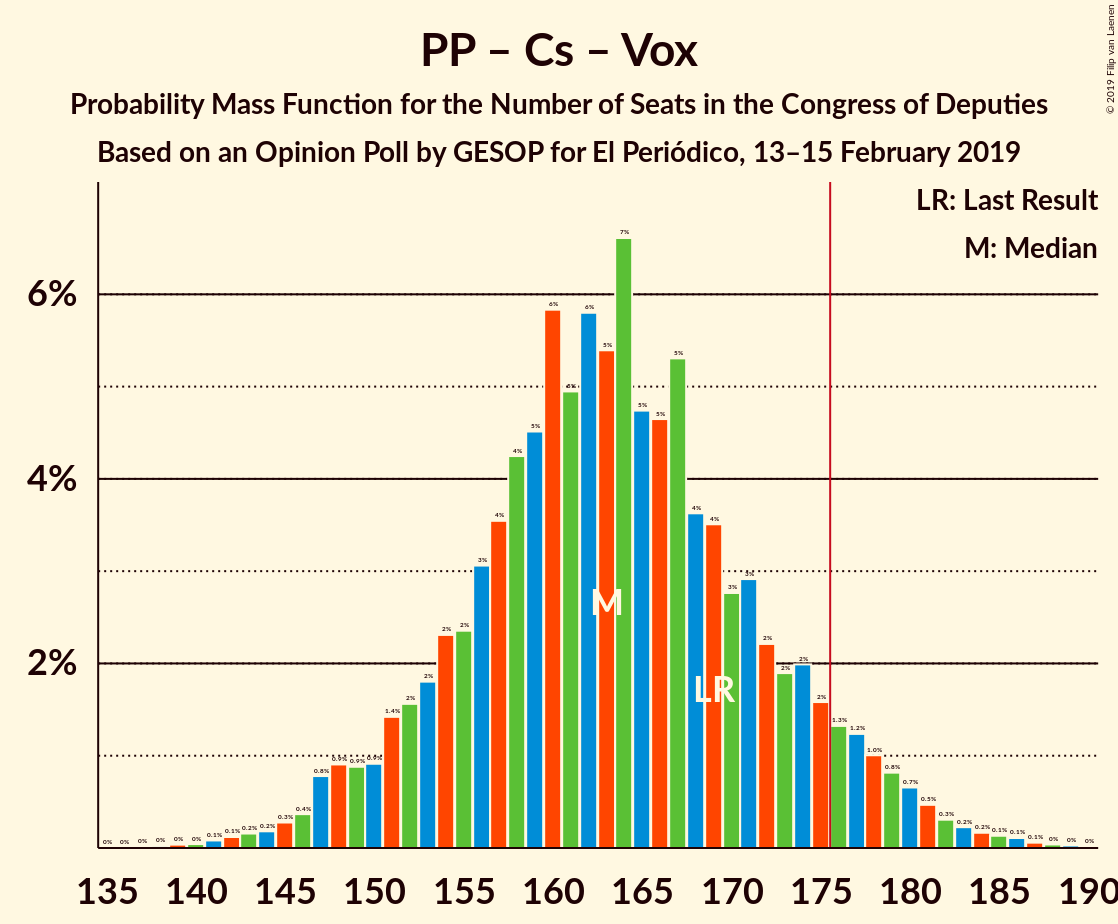 PP – Cs – Vox
Probability Mass Function for the Number of Seats in the Congress of Deputies
Based on an Opinion Poll by GESOP for El Periódico, 13–15 February 2019
© 2019 Filip van Laenen
LR: Last Result
M: Median
6%
4%
2%
0% 0% 0% 0% 0% 0% 0.1% 0.1% 0.2% 0.2% 0.3% 0.4% 0.8% 0.9% 0.9% 0.9% 1.4% 2% 2% 2% 2% 3% 4% 4% 5% 6% 5% 6% 5% 7% 5% 5% 5% 4% 4% 3% 3% 2% 2% 2% 2% 1.3% 1.2% 1.0% 0.8% 0.7% 0.5% 0.3% 0.2% 0.2% 0.1% 0.1% 0.1% 0% 0% 0%
M
LR
135 140 145 150 155 160 165 170 175 180 185 190